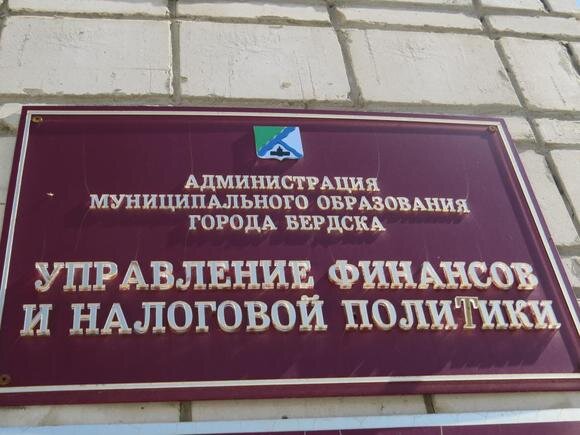 АДМИНИСТРАЦИЯ
МУНИЦИПАЛЬНОГО ОБРАЗОВАНИЯ
ГОРОДА БЕРДСКА
УПРАВЛЕНИЕ ФИНАНСОВ
И НАЛОГОВОЙ ПОЛИТИКИ